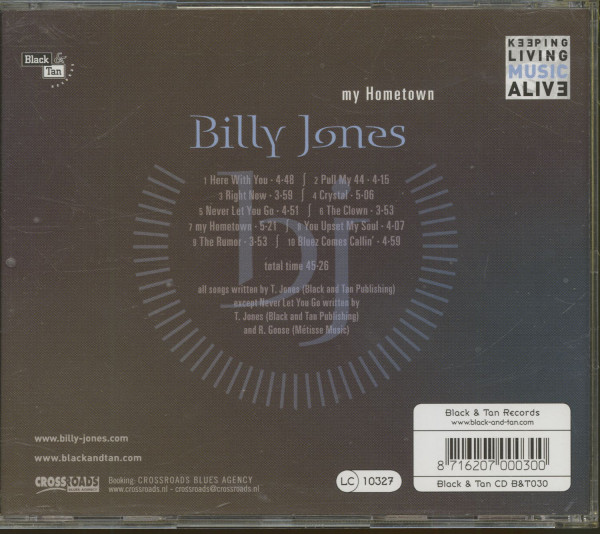 Black &
Tan
KEEPING
LIVING
MUSIC
ALIVE
my Hometown
Billy Jones
1 Here With You · 4-48 ∫ 2 Pull My 44 · 4-15
3 Right Now · 3-59 ∫ 4 Crystal · 5-06
5 Never Let You Go · 4-51 ∫ 6 The Clown · 3-53
7 my Hometown · 5-21 ∫ 8 You Upset My Soul · 4-07
9 The Rumor · 3-53 ∫ 10 Bluez Comes Callin' · 4-59
total time 45-26
bj
all songs written by T. Jones (Black and Tan Publishing)
except Never Let You Go written by
T. Jones (Black and Tan Publishing)
and R. Gonso (Métisse Music)
www.billy-jones.com
www.blackandtan.com
CROSSROADS
Booking: CROSSROADS BLUES AGENCY
www.crossroads.nl - crocsroads@crossroads.nl
LC 10327
Black & Tan Records
www.black-and-tan.com
8 716207 000300
Black & Tan CD B&T030